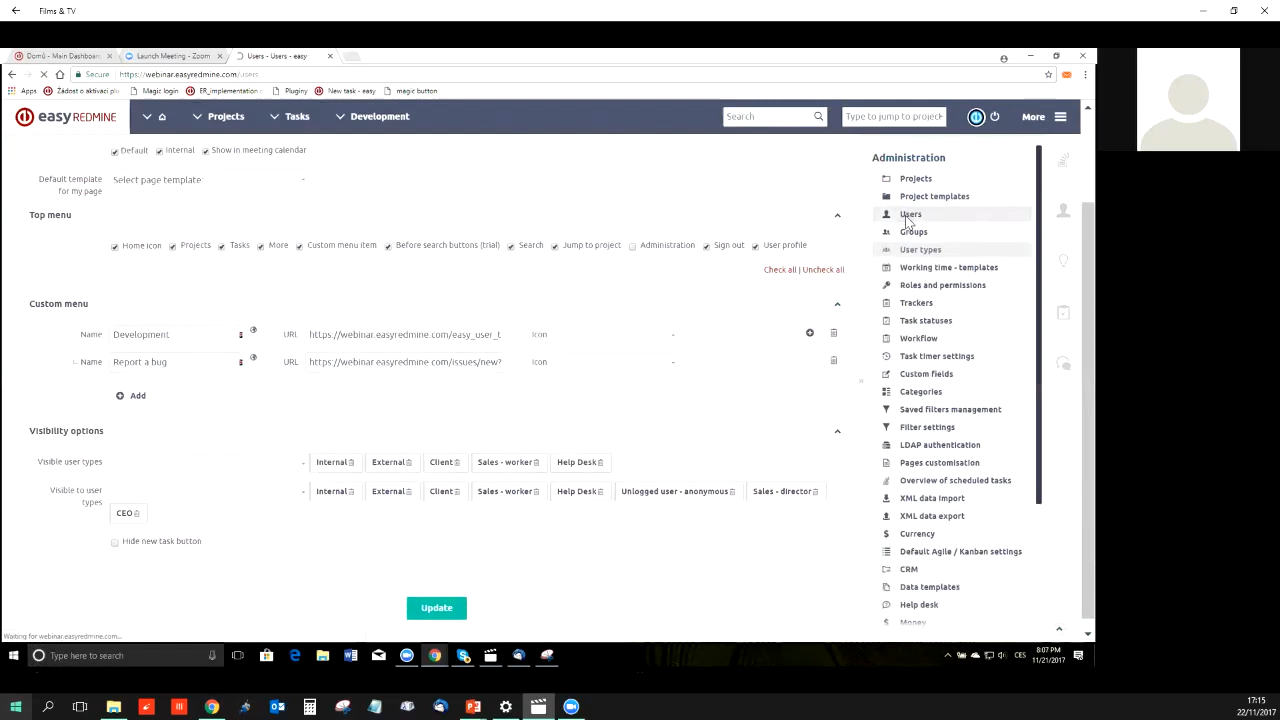 Films & TV
Domů - Main Dashboar
Launch Meeting - Zoom
Users - Users - easy
Secure https://webinar.easyredmine.com/users
Apps
Žádost o aktivaci plu
Magic login
ER_implementation
Pluginy
New task - easy
magic button
easy REDMINE
Projects
Tasks
Development
Search
Type to jump to project
More
Default
Internal
Show in meeting calendar
Default template for my page
Select page template
Top menu
Home icon
Projects
Tasks
More
Custom menu item
Before search buttons (trial)
Search
Jump to project
Administration
Sign out
User profile
Check all | Uncheck all
Custom menu
Name Development URL https://webinar.easyredmine.com/easy_user_t Icon
Name Report a bug URL https://webinar.easyredmine.com/issues/new? Icon
Add
Visibility options
Visible user types
Internal
External
Client
Sales - worker
Help Desk
Visible to user types
Internal
External
Client
Sales - worker
Help Desk
Unlogged user - anonymous
Sales - director
CEO
Hide new task button
Update
Waiting for webinar.easyredmine.com...
Administration
Projects
Project templates
Users
Groups
User types
Working time - templates
Roles and permissions
Trackers
Task statuses
Workflow
Task timer settings
Custom fields
Categories
Saved filters management
Filter settings
LDAP authentication
Pages customisation
Overview of scheduled tasks
XML data import
XML data export
Currency
Default Agile / Kanban settings
CRM
Data templates
Help desk
Money
Type here to search
CES
8:07 PM
11/21/2017
17:15
22/11/2017